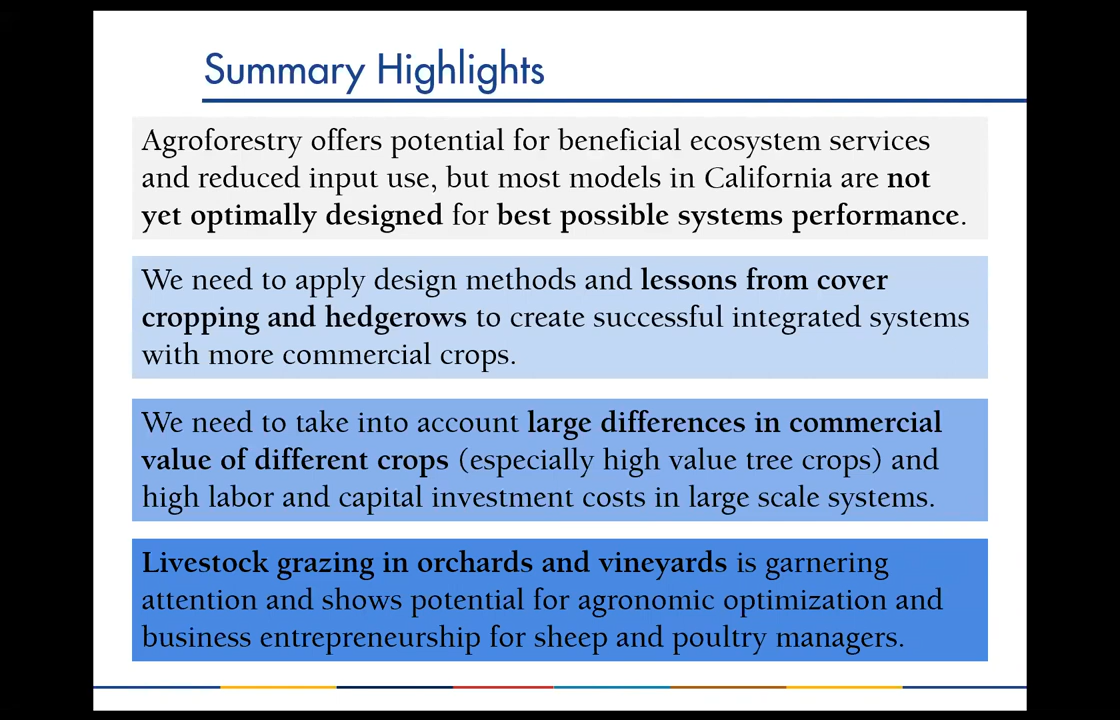 Summary Highlights
Agroforestry offers potential for beneficial ecosystem services
and reduced input use, but most models in California are not
yet optimally designed for best possible systems performance.
We need to apply design methods and lessons from cover
cropping and hedgerows to create successful integrated systems
with more commercial crops.
We need to take into account large differences in commercial
value of different crops (especially high value tree crops) and
high labor and capital investment costs in large scale systems.
Livestock grazing in orchards and vineyards is garnering
attention and shows potential for agronomic optimization and
business entrepreneurship for sheep and poultry managers.